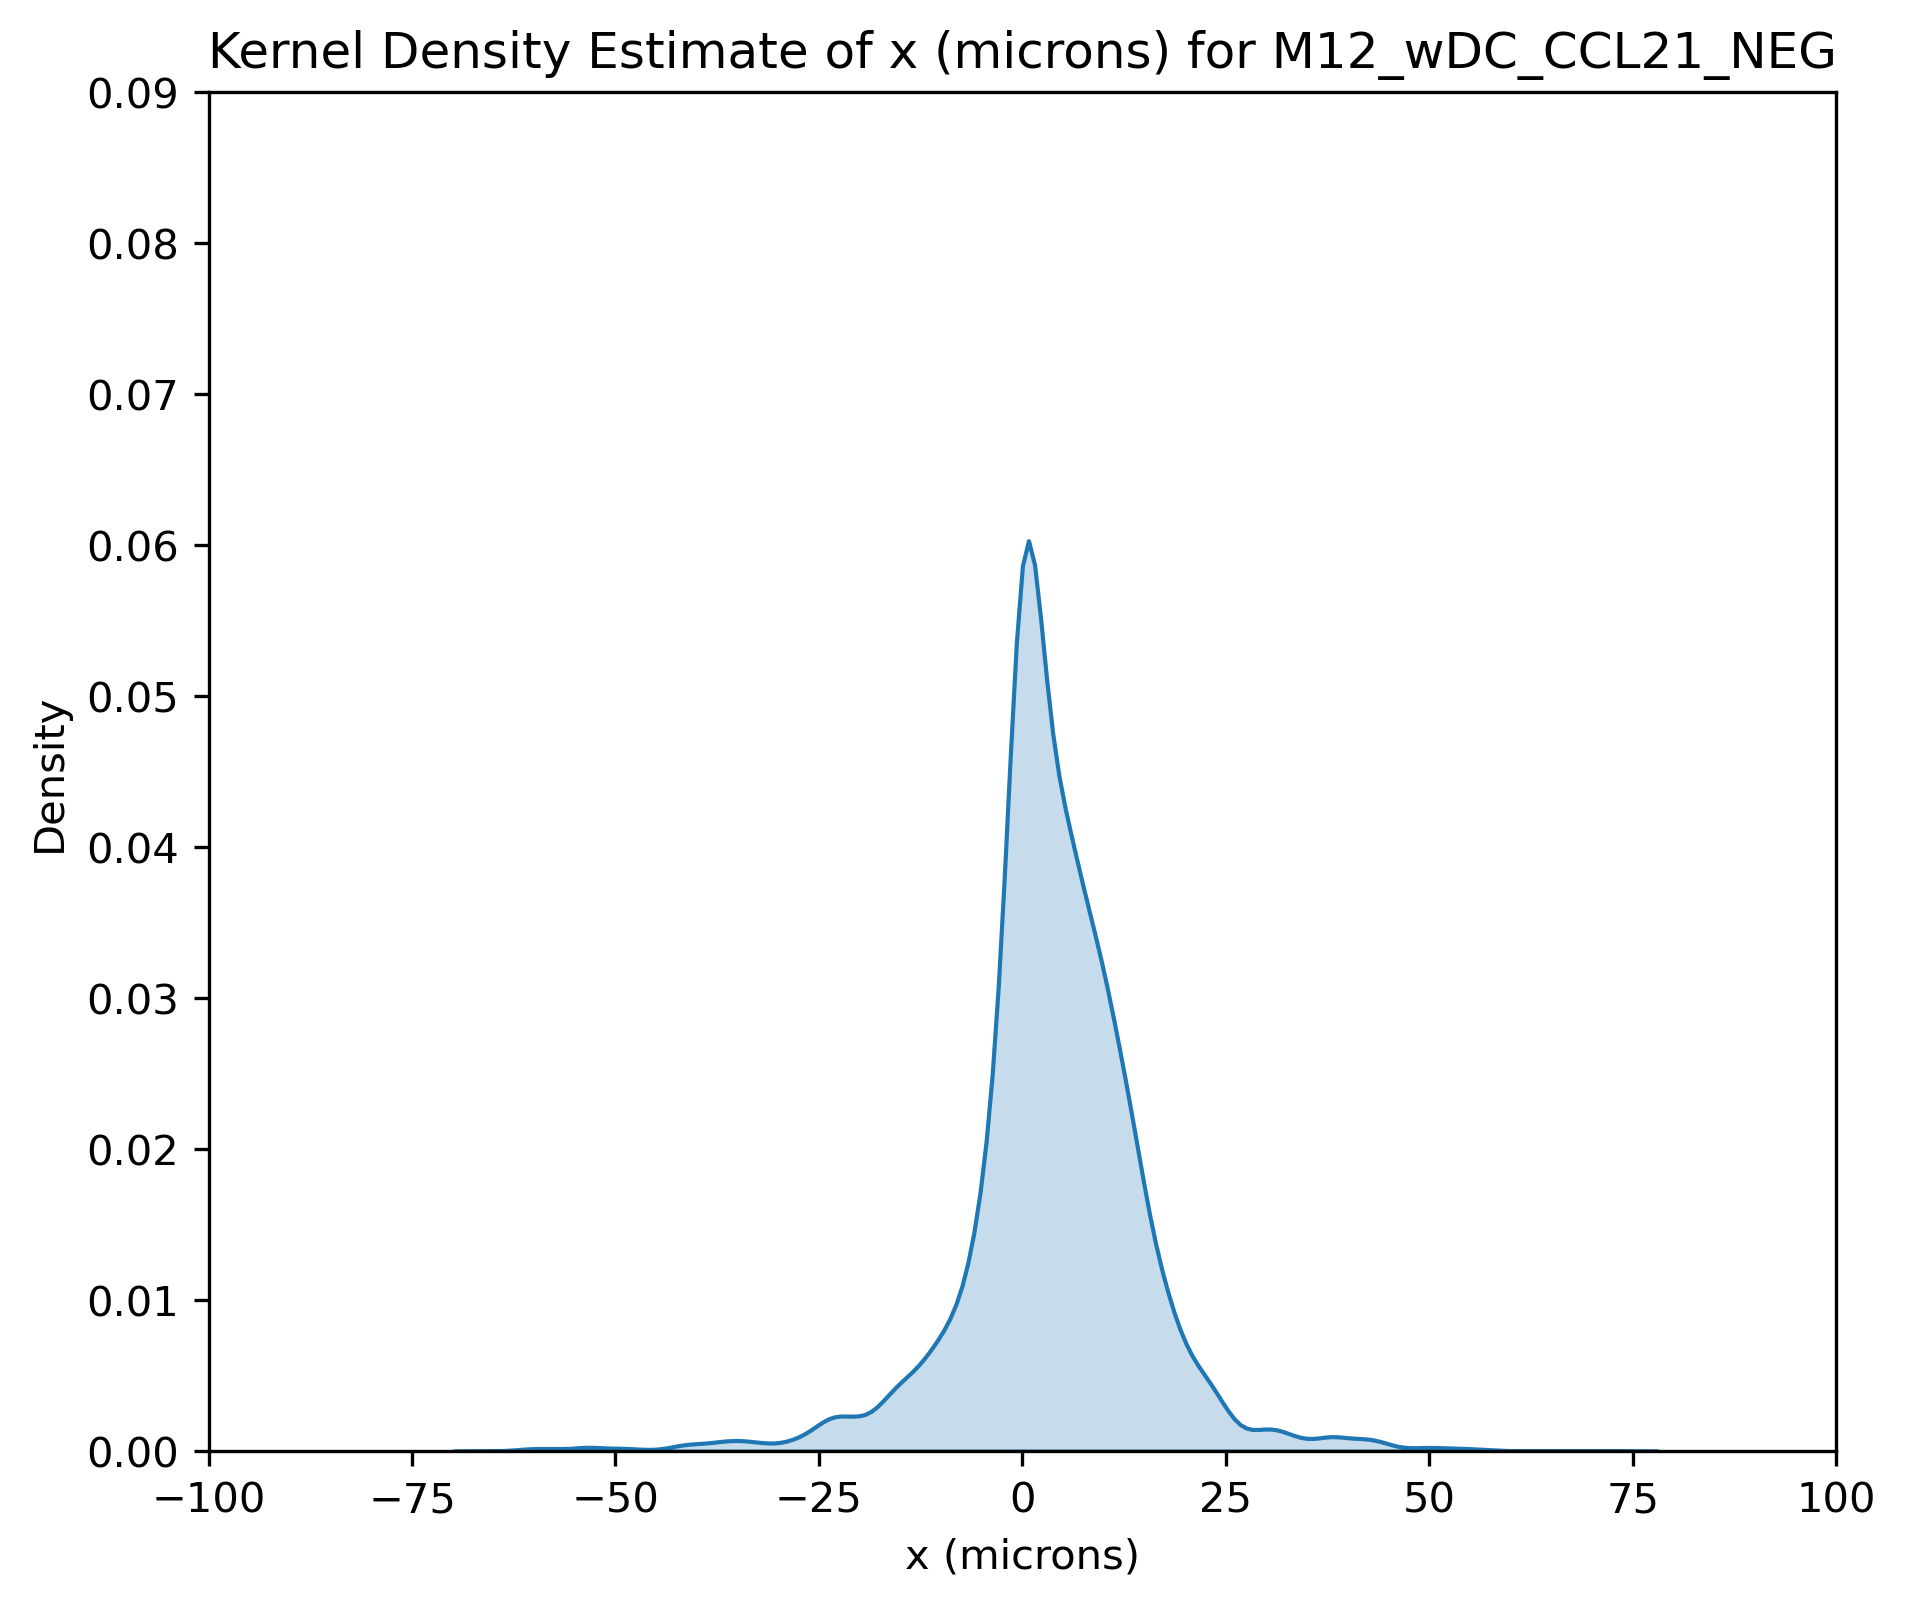 Kernel Density Estimate of x (microns) for M12_wDC_CCL21_NEG
0.09
0.08
0.07
0.06
0.05
0.04
0.03
0.02
0.01
0.00
Density
−100 −75 −50 −25 0 25 50 75 100
x (microns)